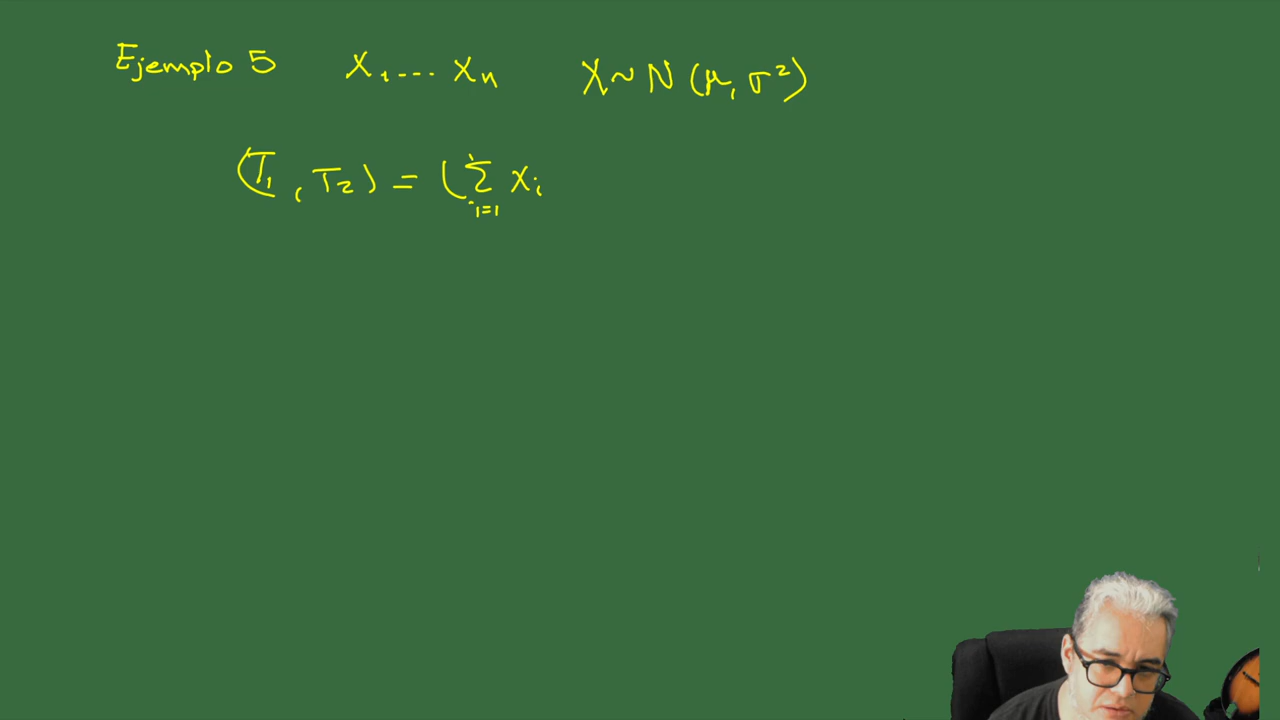 Ejemplo 5 X₁ ... Xₙ X ~ N (μ, σ²)
(T₁, T₂) = (∑ᵢ₌₁ Xᵢ